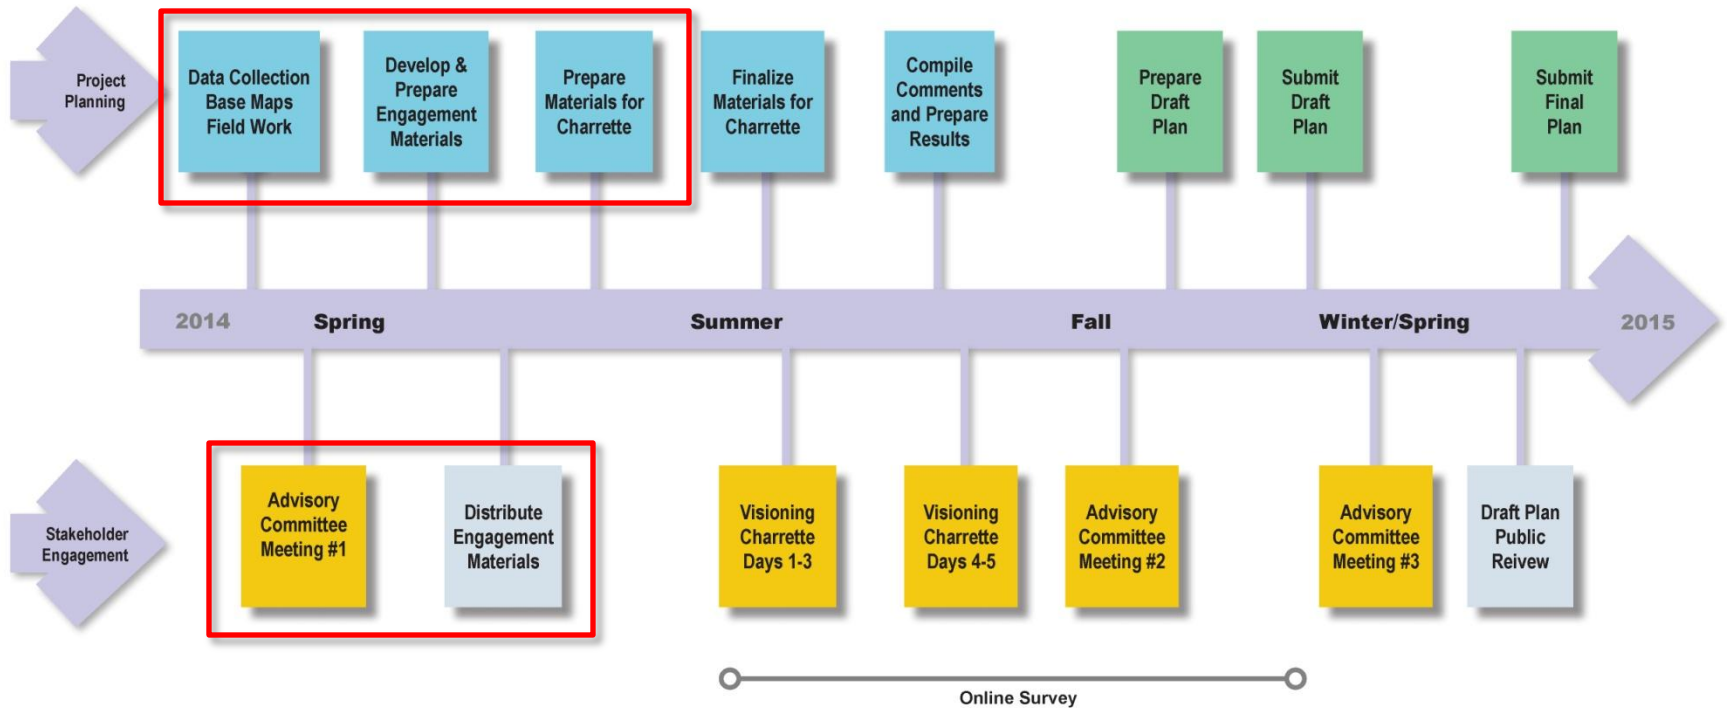 Project
Planning
Data Collection
Base Maps
Field Work
Develop &
Prepare
Engagement
Materials
Prepare
Materials for
Charrette
Finalize
Materials for
Charrette
Compile
Comments
and Prepare
Results
Prepare
Draft
Plan
Submit
Draft
Plan
Submit
Final
Plan
2014 Spring Summer Fall Winter/Spring 2015
Stakeholder
Engagement
Advisory
Committee
Meeting #1
Distribute
Engagement
Materials
Visioning
Charrette
Days 1-3
Visioning
Charrette
Days 4-5
Advisory
Committee
Meeting #2
Advisory
Committee
Meeting #3
Draft Plan
Public
Reivew
Online Survey